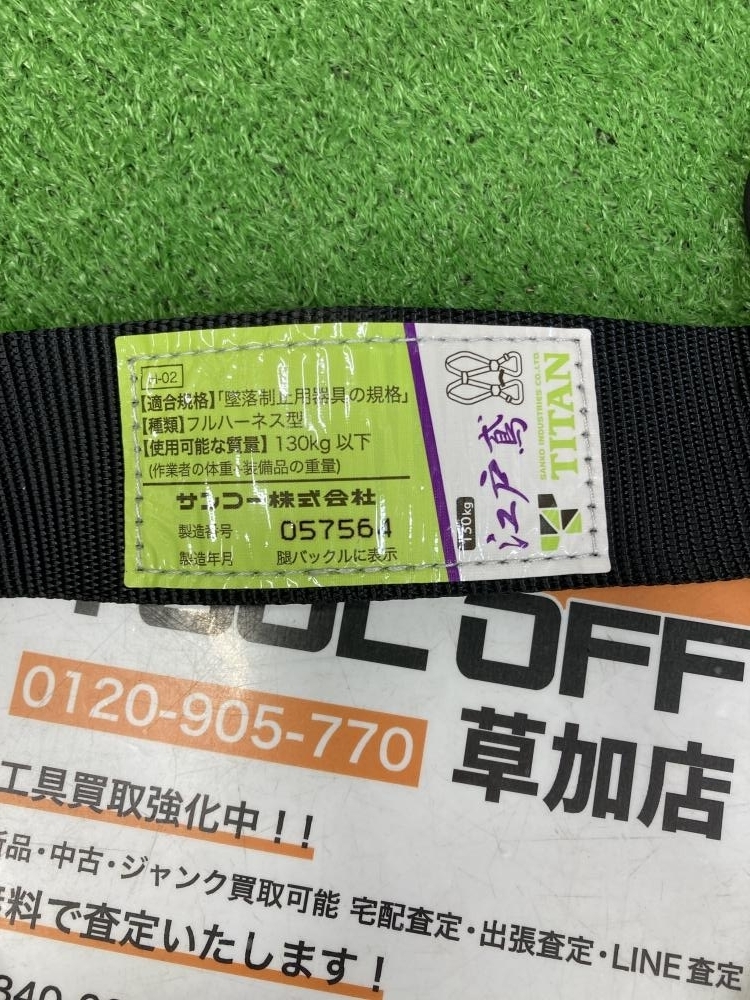 H-02
【適合規格】「墜落制止用器具の規格」
【種類】フルハーネス型
【使用可能な質量】130kg 以下
(作業者の体重+装備品の重量)
サンコー株式会社
製造番号 057564
製造年月 腿バックルに表示
130kg
江戸鳶
SANKO INDUSTRIES CO.,LTD.
TITAN
TOOL OFF
0120-905-770
草加店
工具買取強化中!!
新品・中古・ジャンク買取可能 宅配査定・出張査定・LINE査定
料で査定いたします!